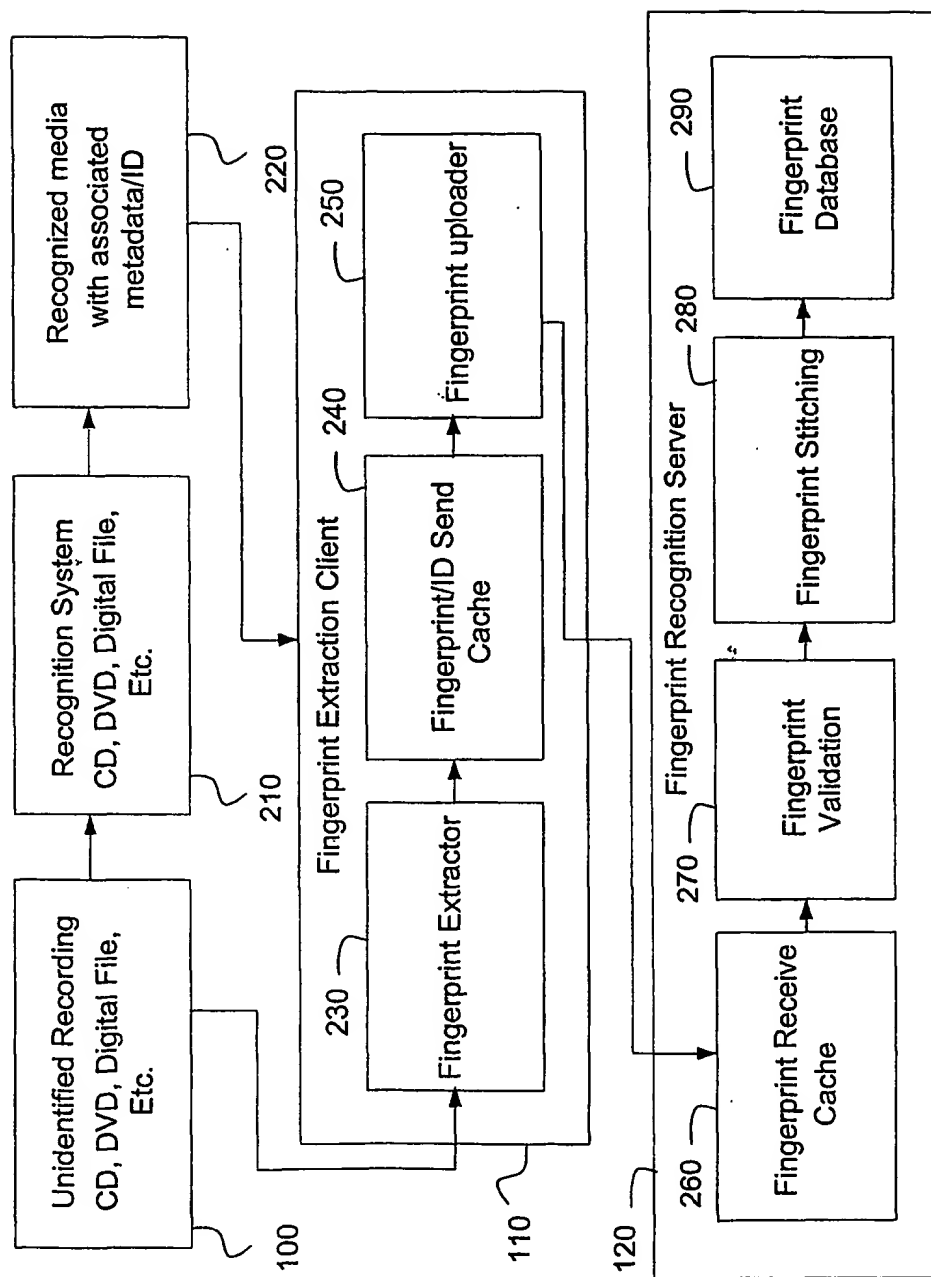 Unidentified Recording
CD, DVD, Digital File,
Etc.
100
Recognition System
CD, DVD, Digital File,
Etc.
210
Recognized media
with associated
metadata/ID
220
Fingerprint Extraction Client
110
230
Fingerprint Extractor
240
Fingerprint/ID Send
Cache
250
Fingerprint uploader
Fingerprint Recognition Server
120
260
Fingerprint Receive
Cache
270
Fingerprint
Validation
280
Fingerprint Stitching
290
Fingerprint
Database